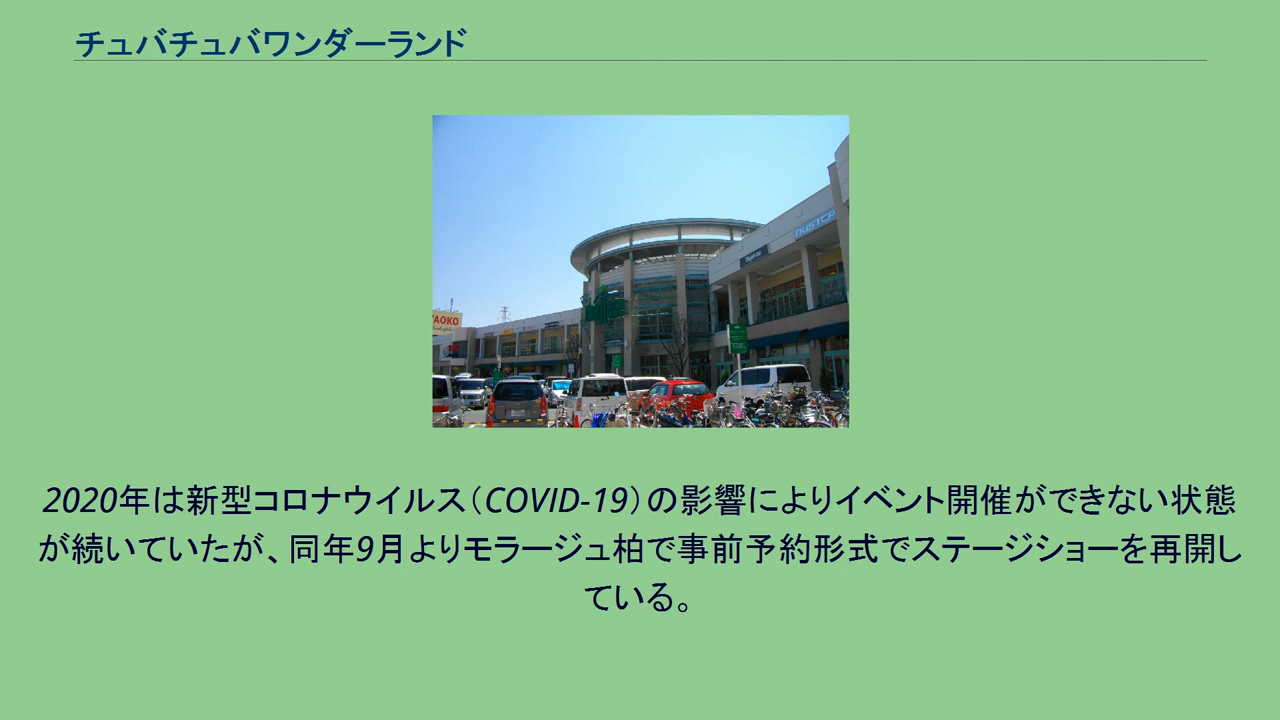 チュバチュバワンダーランド
YAOKO
2020年は新型コロナウイルス（COVID-19）の影響によりイベント開催ができない状態
が続いていたが、同年9月よりモラージュ柏で事前予約形式でステージショーを再開し
ている。